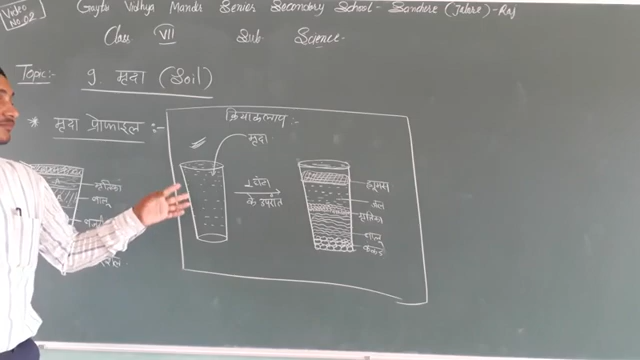 Video No. 02
Gaytri Vidhya Mandir Senior Secondary School - Sanchore (Jalore) - Raj
Class VII Sub. Science
Topic:- 9. मृदा (Soil)
* मृदा प्रोफाइल :-
क्रियाकलाप :-
मृदा
1 घंटा
के उपरांत
ह्यूमस
जल
मृतिका
बालू
कंकड
मृतिका
बालू